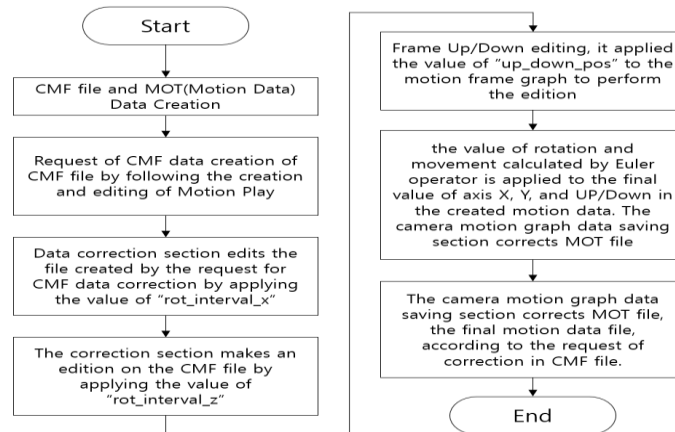 Start
CMF file and MOT(Motion Data)
Data Creation
Request of CMF data creation of
CMF file by following the creation
and editing of Motion Play
Data correction section edits the
file created by the request for
CMF data correction by applying
the value of “rot_interval_x”
The correction section makes an
edition on the CMF file by
applying the value of
“rot_interval_z”
Frame Up/Down editing, it applied
the value of “up_down_pos” to the
motion frame graph to perform
the edition
the value of rotation and
movement calculated by Euler
operator is applied to the final
value of axis X, Y, and UP/Down in
the created motion data. The
camera motion graph data saving
section corrects MOT file
The camera motion graph data
saving section corrects MOT file,
the final motion data file,
according to the request of
correction in CMF file.
End